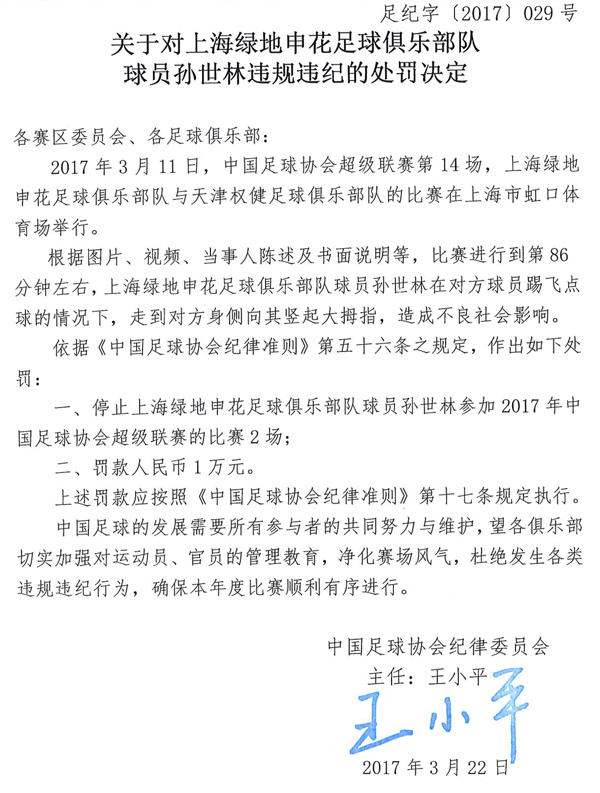 足纪字〔2017〕029 号
关于对上海绿地申花足球俱乐部队
球员孙世林违规违纪的处罚决定
各赛区委员会、各足球俱乐部：
2017 年 3 月 11 日，中国足球协会超级联赛第 14 场，上海绿地
申花足球俱乐部队与天津权健足球俱乐部队的比赛在上海市虹口体
育场举行。
根据图片、视频、当事人陈述及书面说明等，比赛进行到第 86
分钟左右，上海绿地申花足球俱乐部队球员孙世林在对方球员踢飞点
球的情况下，走到对方身侧向其竖起大拇指，造成不良社会影响。
依据《中国足球协会纪律准则》第五十六条之规定，作出如下处
罚：
一、停止上海绿地申花足球俱乐部队球员孙世林参加 2017 年中
国足球协会超级联赛的比赛 2 场；
二、罚款人民币 1 万元。
上述罚款应按照《中国足球协会纪律准则》第十七条规定执行。
中国足球的发展需要所有参与者的共同努力与维护，望各俱乐部
切实加强对运动员、官员的管理教育，净化赛场风气，杜绝发生各类
违规违纪行为，确保本年度比赛顺利有序进行。
中国足球协会纪律委员会
主任：王小平
王小平
2017 年 3 月 22 日